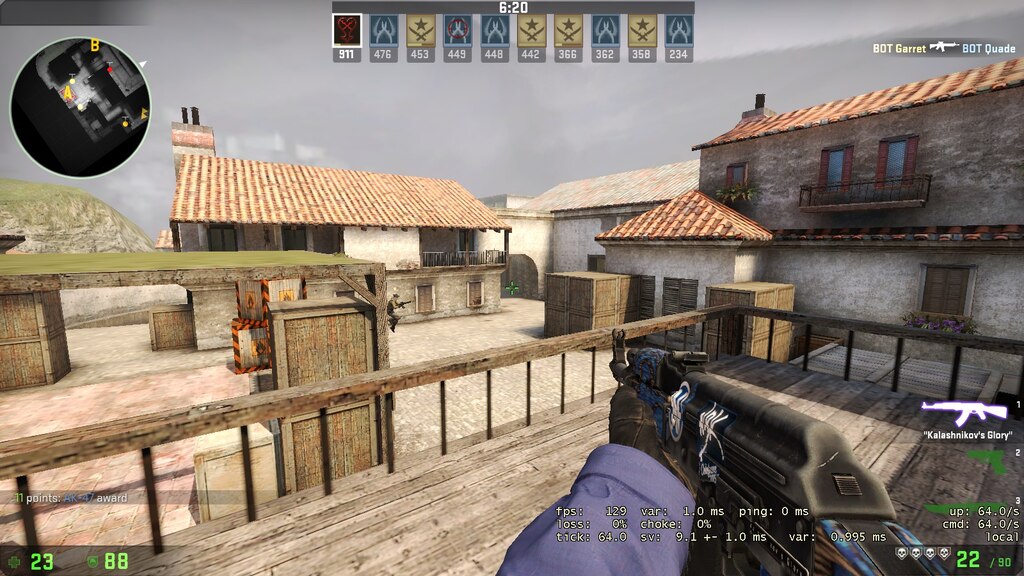 6:20
911 476 453 449 448 442 366 362 358 234
B
A
BOT Garret BOT Quade
1
"Kalashnikov's Glory"
2
3
11 points: AK-47 award
fps: 129 var: 1.0 ms ping: 0 ms
loss: 0% choke: 0%
tick: 64.0 sv: 9.1 +- 1.0 ms var: 0.995 ms
up: 64.0/s
cmd: 64.0/s
local
23 88
22 / 90